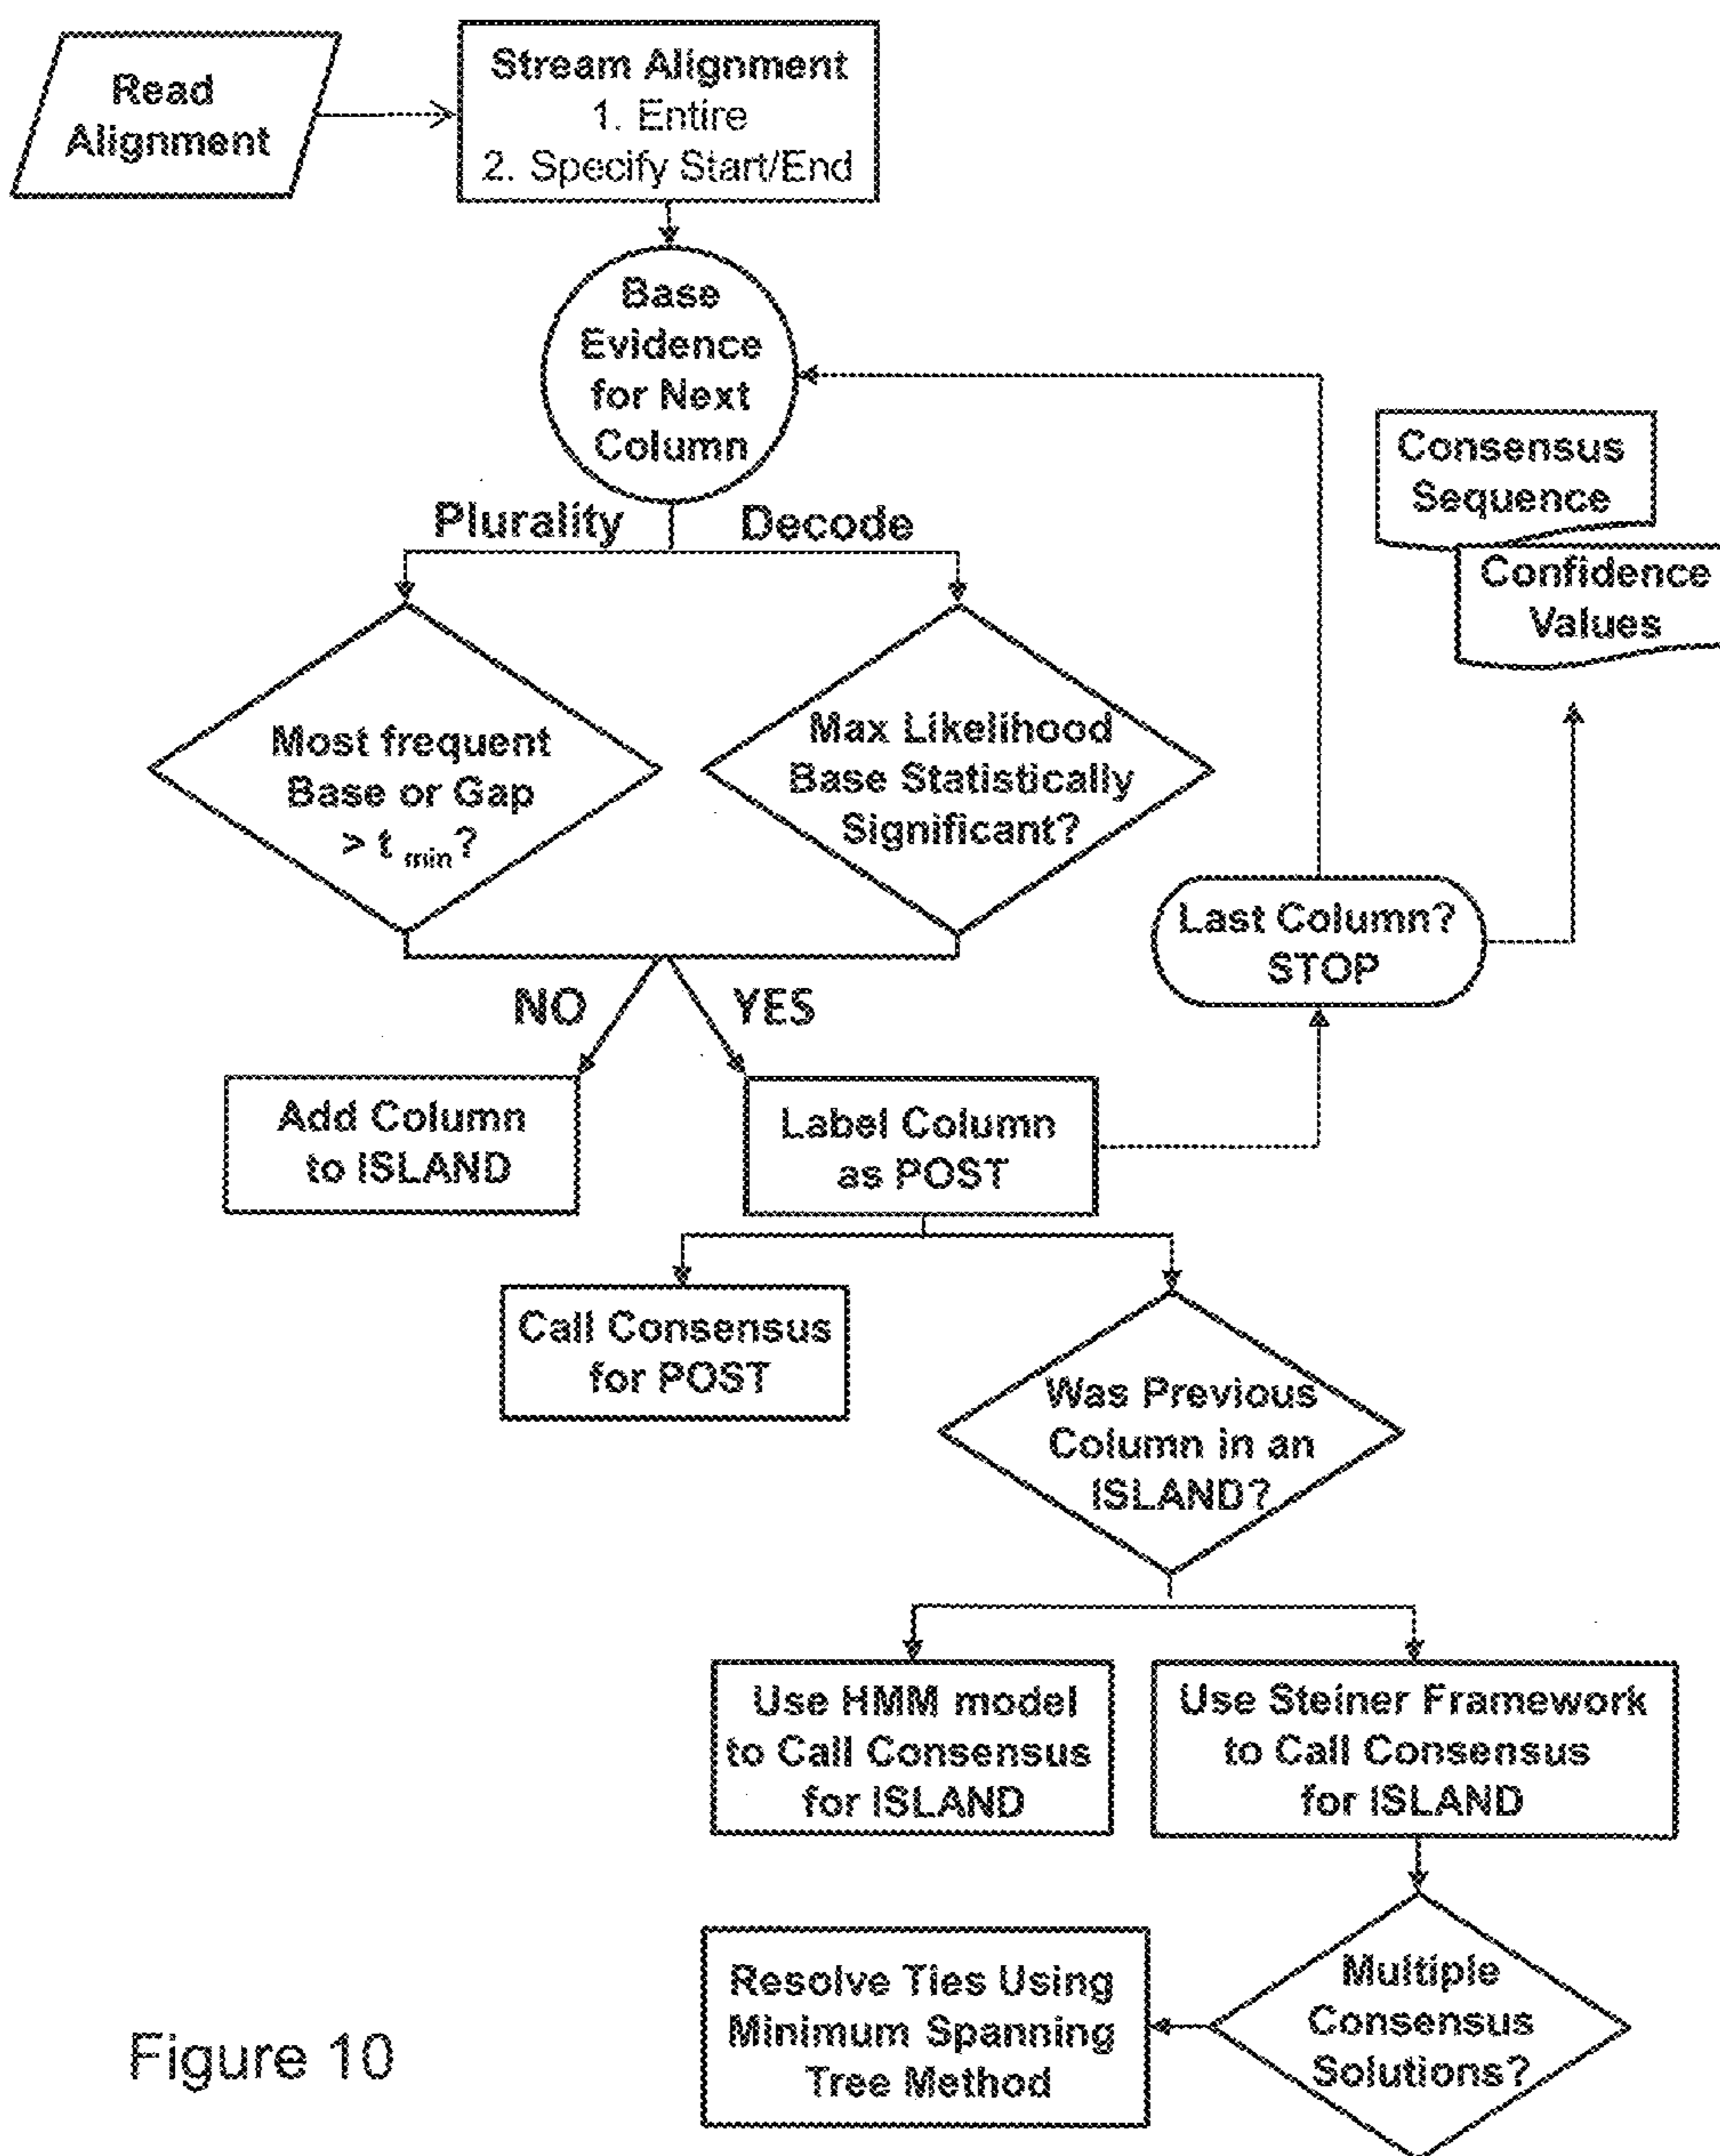 Read
Alignment
Stream Alignment
1. Entire
2. Specify Start/End
Base
Evidence
for Next
Column
Consensus
Sequence
Confidence
Values
Plurality
Decode
Most frequent
Base or Gap
> t min?
Max Likelihood
Base Statistically
Significant?
Last Column?
STOP
NO
YES
Add Column
to ISLAND
Label Column
as POST
Call Consensus
for POST
Was Previous
Column in an
ISLAND?
Use HMM model
to Call Consensus
for ISLAND
Use Steiner Framework
to Call Consensus
for ISLAND
Resolve Ties Using
Minimum Spanning
Tree Method
Multiple
Consensus
Solutions?
Figure 10